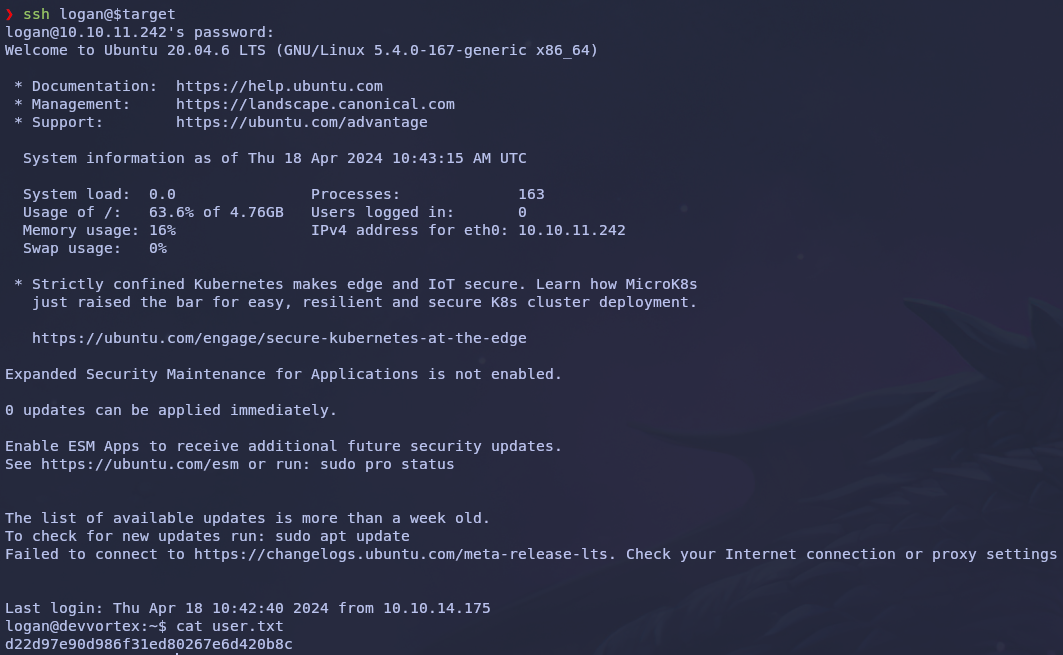 ❯ ssh logan@$target
logan@10.10.11.242's password:
Welcome to Ubuntu 20.04.6 LTS (GNU/Linux 5.4.0-167-generic x86_64)
* Documentation:  https://help.ubuntu.com
* Management:     https://landscape.canonical.com
* Support:        https://ubuntu.com/advantage
System information as of Thu 18 Apr 2024 10:43:15 AM UTC
System load:  0.0               Processes:             163
Usage of /:   63.6% of 4.76GB   Users logged in:       0
Memory usage: 16%               IPv4 address for eth0: 10.10.11.242
Swap usage:   0%
* Strictly confined Kubernetes makes edge and IoT secure. Learn how MicroK8s
just raised the bar for easy, resilient and secure K8s cluster deployment.
https://ubuntu.com/engage/secure-kubernetes-at-the-edge
Expanded Security Maintenance for Applications is not enabled.
0 updates can be applied immediately.
Enable ESM Apps to receive additional future security updates.
See https://ubuntu.com/esm or run: sudo pro status
The list of available updates is more than a week old.
To check for new updates run: sudo apt update
Failed to connect to https://changelogs.ubuntu.com/meta-release-lts. Check your Internet connection or proxy settings
Last login: Thu Apr 18 10:42:40 2024 from 10.10.14.175
logan@devvortex:~$ cat user.txt
d22d97e90d986f31ed80267e6d420b8c